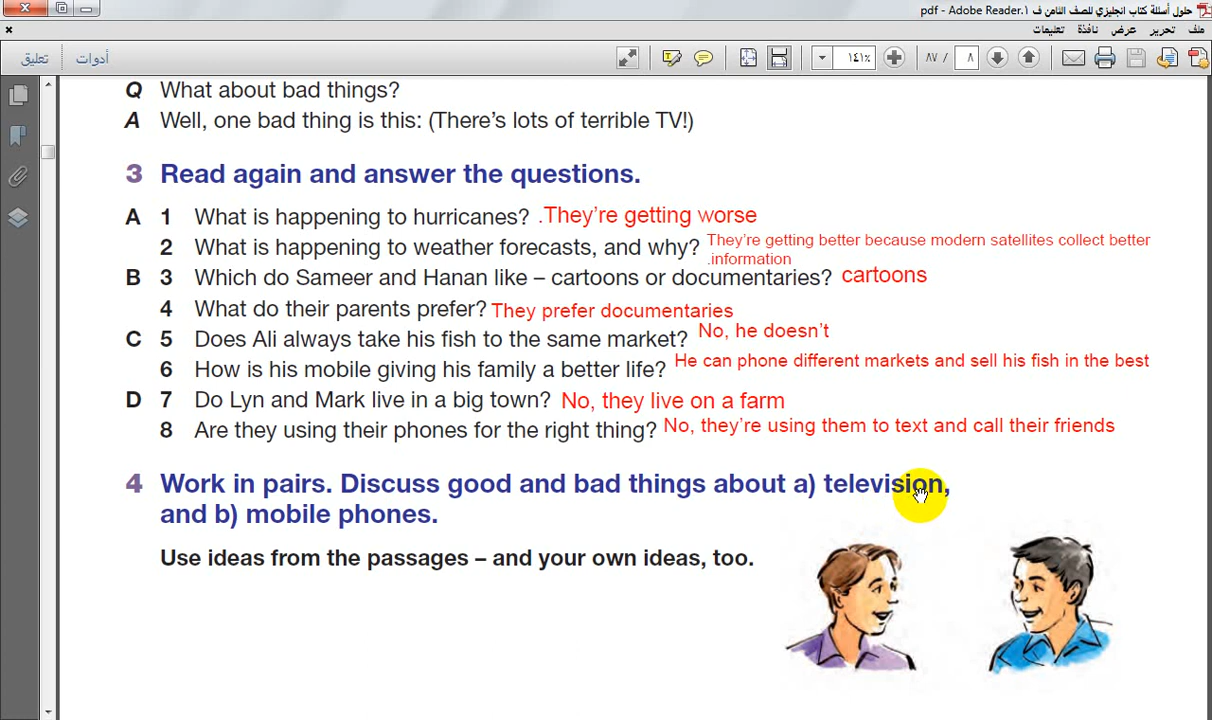 حلول أسئلة كتاب انجليزي للصف الثامن ف ١.pdf - Adobe Reader
ملف تحرير عرض نافذة تعليمات
تعليق أدوات ١٤١٪ ٨٧ / ٨
Q What about bad things?
A Well, one bad thing is this: (There's lots of terrible TV!)
3 Read again and answer the questions.
A 1 What is happening to hurricanes? .They're getting worse
2 What is happening to weather forecasts, and why? They're getting better because modern satellites collect better
.information
B 3 Which do Sameer and Hanan like – cartoons or documentaries? cartoons
4 What do their parents prefer? They prefer documentaries
C 5 Does Ali always take his fish to the same market? No, he doesn't
6 How is his mobile giving his family a better life? He can phone different markets and sell his fish in the best
D 7 Do Lyn and Mark live in a big town? No, they live on a farm
8 Are they using their phones for the right thing? No, they're using them to text and call their friends
4 Work in pairs. Discuss good and bad things about a) television,
and b) mobile phones.
Use ideas from the passages – and your own ideas, too.